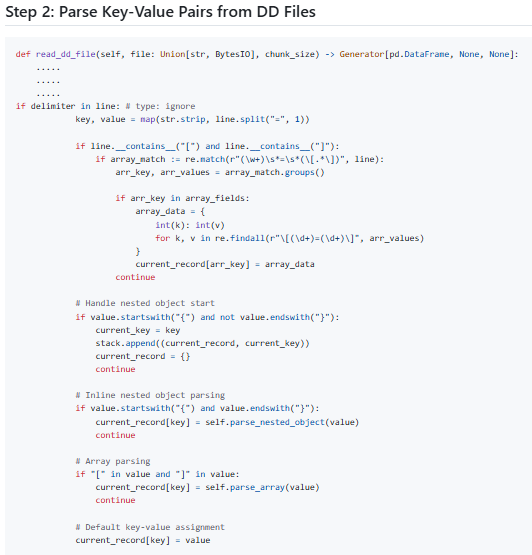 Step 2: Parse Key-Value Pairs from DD Files
def read_dd_file(self, file: Union[str, BytesIO], chunk_size) -> Generator[pd.DataFrame, None, None]:
    .....
    .....
    .....
if delimiter in line: # type: ignore
            key, value = map(str.strip, line.split("=", 1))

            if line.__contains__("[") and line.__contains__("]"):
                if array_match := re.match(r"(\w+)\s*=\s*(\[.*\])", line):
                    arr_key, arr_values = array_match.groups()

                    if arr_key in array_fields:
                        array_data = {
                            int(k): int(v)
                            for k, v in re.findall(r"\[(\d+)=(\d+)\]", arr_values)
                        }
                        current_record[arr_key] = array_data
                    continue

            # Handle nested object start
            if value.startswith("{") and not value.endswith("}"):
                current_key = key
                stack.append((current_record, current_key))
                current_record = {}
                continue

            # Inline nested object parsing
            if value.startswith("{") and value.endswith("}"):
                current_record[key] = self.parse_nested_object(value)
                continue

            # Array parsing
            if "[" in value and "]" in value:
                current_record[key] = self.parse_array(value)
                continue

            # Default key-value assignment
            current_record[key] = value